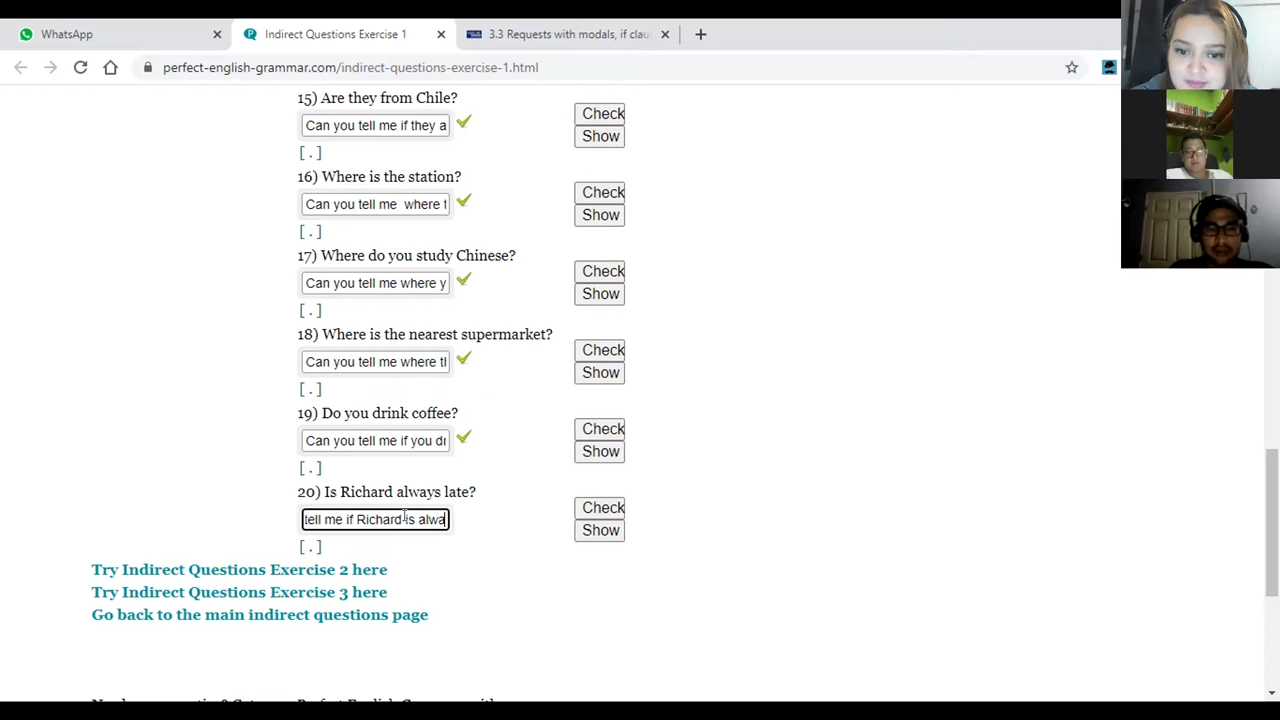 WhatsApp
Indirect Questions Exercise 1
3.3 Requests with modals, if clau
perfect-english-grammar.com/indirect-questions-exercise-1.html
15) Are they from Chile?
Check
Can you tell me if they a
Show
[ . ]
16) Where is the station?
Check
Can you tell me  where t
Show
[ . ]
17) Where do you study Chinese?
Check
Can you tell me where y
Show
[ . ]
18) Where is the nearest supermarket?
Check
Can you tell me where tl
Show
[ . ]
19) Do you drink coffee?
Check
Can you tell me if you dr
Show
[ . ]
20) Is Richard always late?
Check
tell me if Richard is alwa
Show
[ . ]
Try Indirect Questions Exercise 2 here
Try Indirect Questions Exercise 3 here
Go back to the main indirect questions page